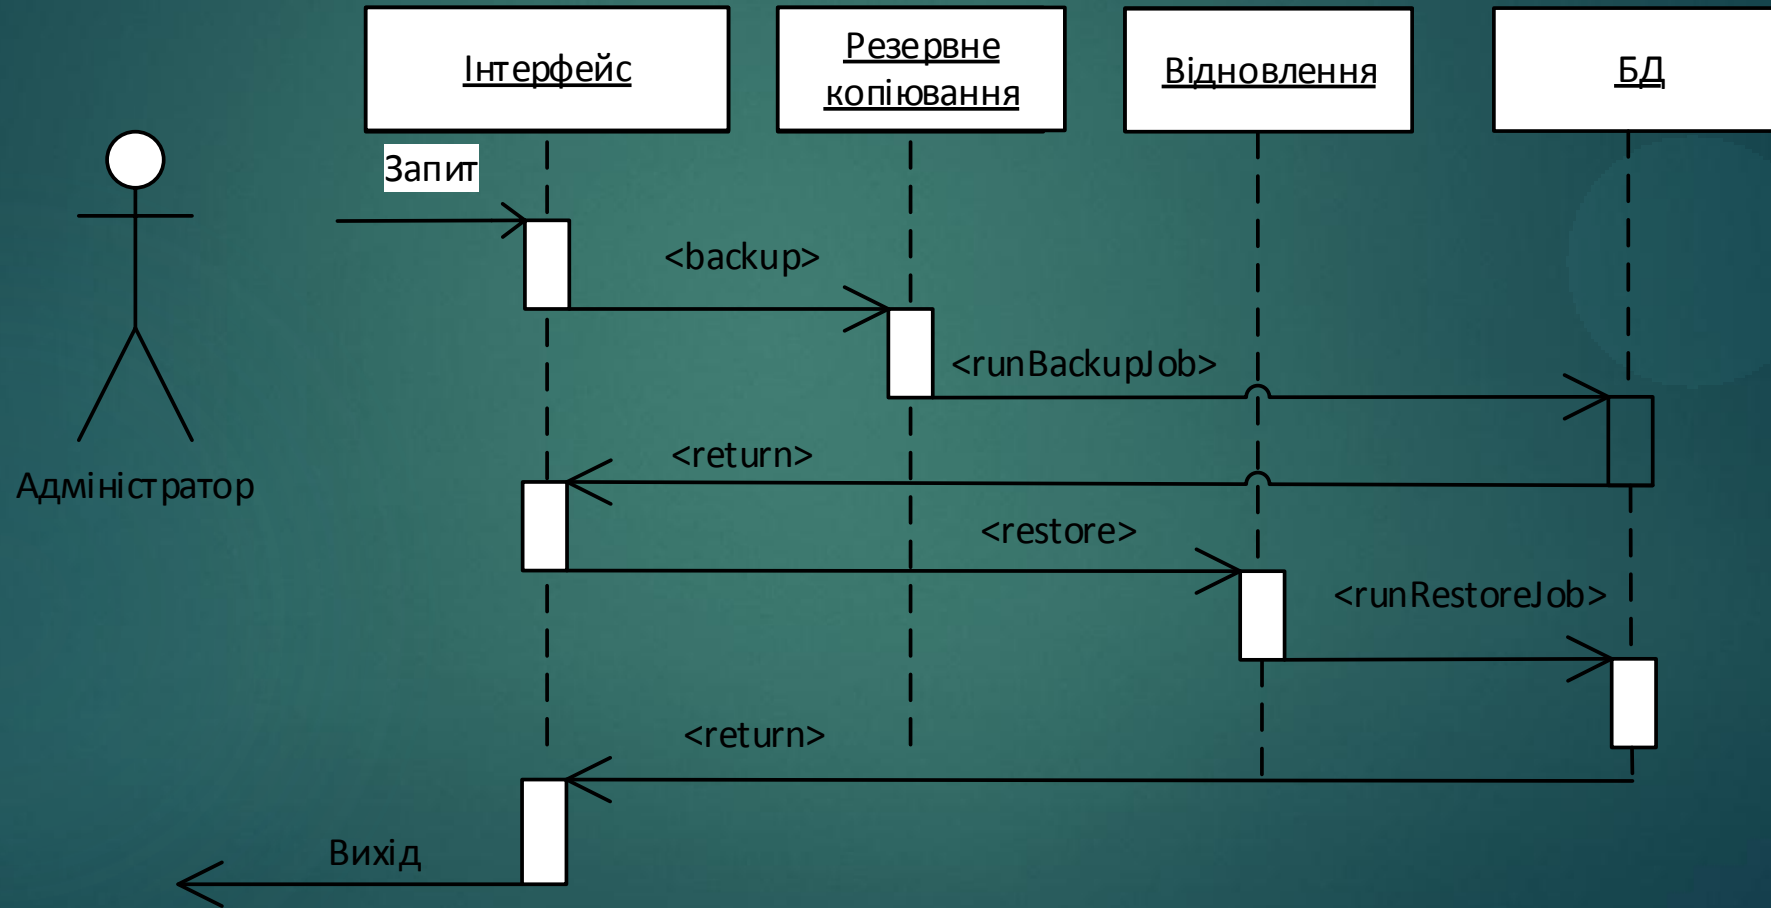 Інтерфейс
Резервне
копіювання
Відновлення
БД
Запит
<backup>
<runBackupJob>
<return>
Адміністратор
<restore>
<runRestoreJob>
<return>
Вихід